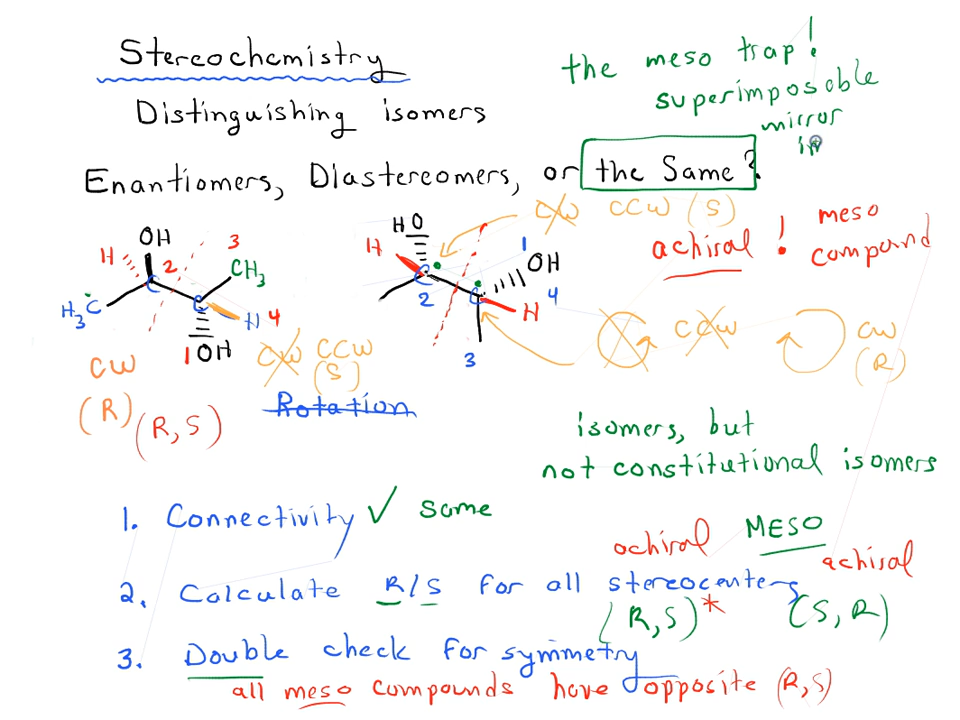 Stereochemistry
Distinguishing isomers
the meso trap!
superimposable
mirror
Enantiomers, Diastereomers, or the Same?
CW CCW (S)
achiral! meso
compound
OH
H
2
3
CH3
H3C
H 4
1 OH
CW
(R)
(R,S)
CW CCW
(S)
HO
H
2
1
OH
4
H
3
CCW
CW
(R)
Rotation
isomers, but
not constitutional isomers
1. Connectivity ✓ same
achiral MESO
achiral
2. Calculate R/S for all stereocenters
(R,S)* (S,R)
3. Double check for symmetry
all meso compounds have opposite (R,S)